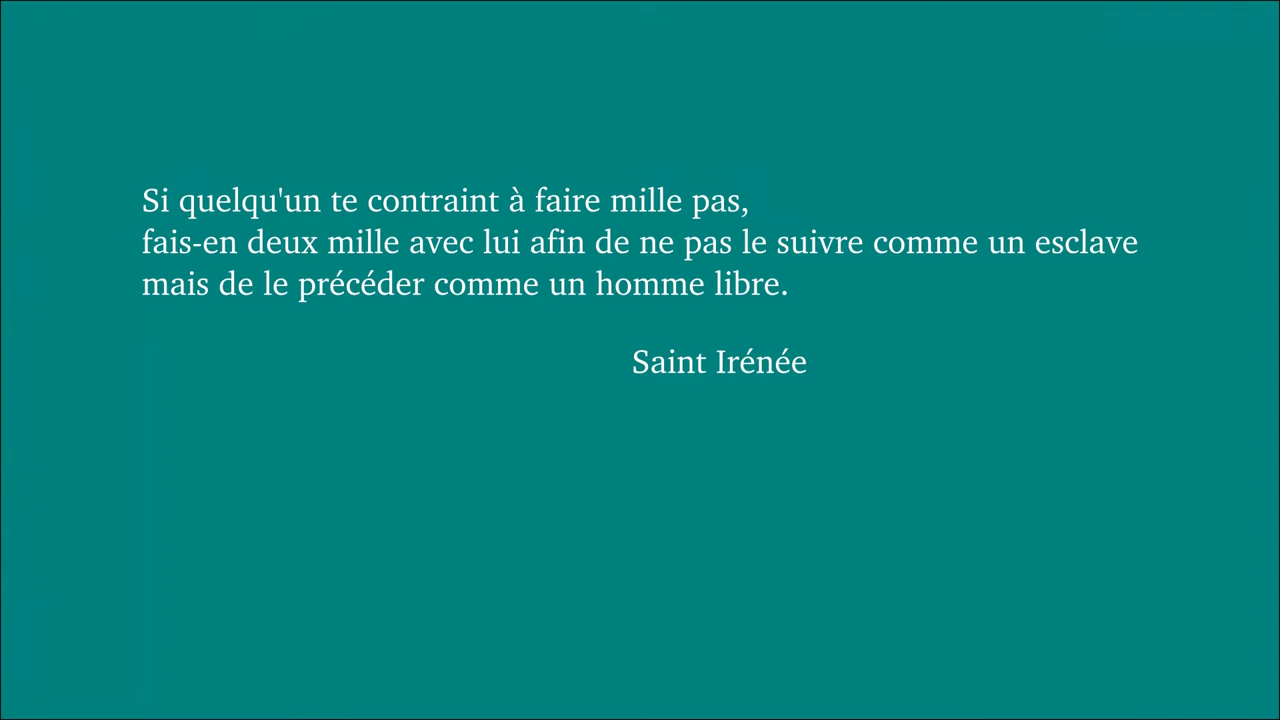 Si quelqu'un te contraint à faire mille pas,
fais-en deux mille avec lui afin de ne pas le suivre comme un esclave
mais de le précéder comme un homme libre.
Saint Irénée